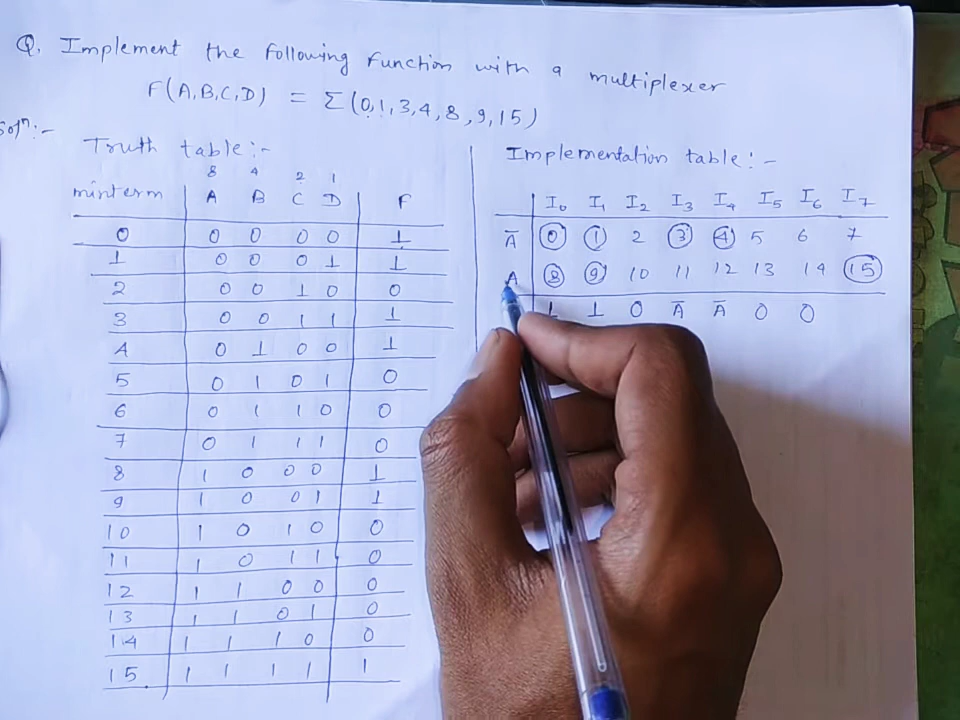 Q. Implement the following function with a multiplexer
F(A,B,C,D) = Σ(0,1,3,4,8,9,15)
Solⁿ:-
Truth table:-
8 4 2 1
minterm A B C D F
0 0 0 0 0 1
1 0 0 0 1 1
2 0 0 1 0 0
3 0 0 1 1 1
4 0 1 0 0 1
5 0 1 0 1 0
6 0 1 1 0 0
7 0 1 1 1 0
8 1 0 0 0 1
9 1 0 0 1 1
10 1 0 1 0 0
11 1 0 1 1 0
12 1 1 0 0 0
13 1 1 0 1 0
14 1 1 1 0 0
15 1 1 1 1 1
Implementation table:-
I₀ I₁ I₂ I₃ I₄ I₅ I₆ I₇
A̅ 0 1 2 3 4 5 6 7
A 8 9 10 11 12 13 14 15
1 1 0 A̅ A̅ 0 0